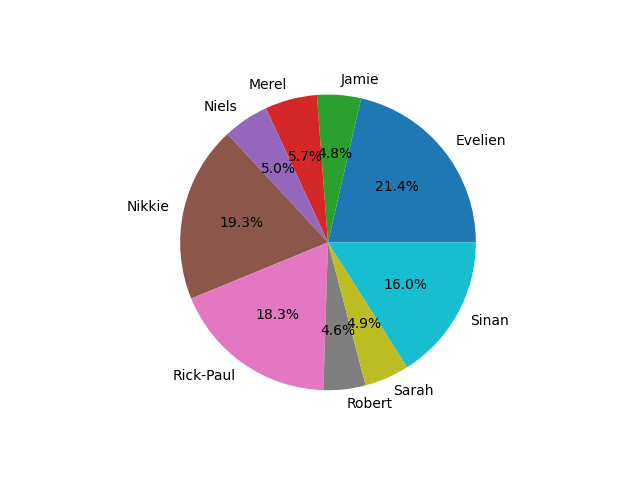 Jamie
Merel
Niels
Evelien
5.7%
4.8%
5.0%
21.4%
Nikkie
19.3%
16.0%
18.3%
4.6%
4.9%
Sinan
Rick-Paul
Sarah
Robert